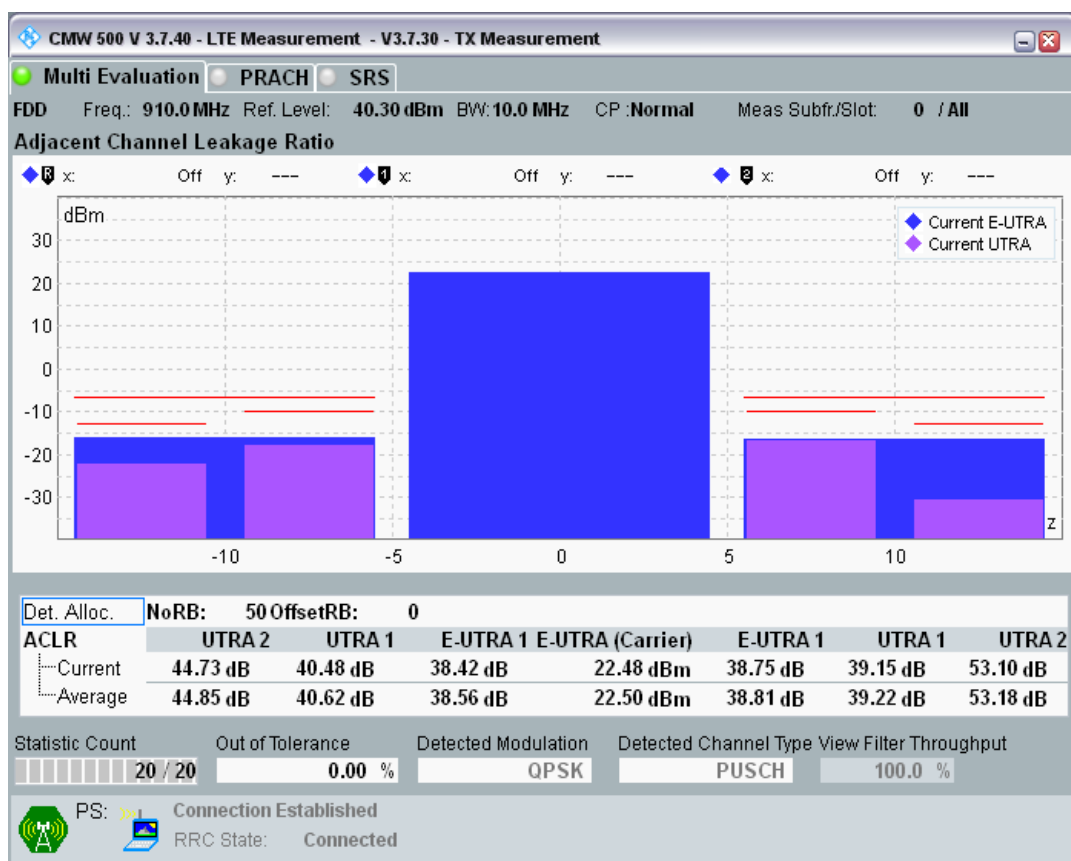 CMW 500 V 3.7.40 - LTE Measurement - V3.7.30 - TX Measurement
Multi Evaluation PRACH SRS
FDD Freq.: 910.0 MHz Ref. Level: 40.30 dBm BW: 10.0 MHz CP :Normal Meas Subfr./Slot: 0 / All
Adjacent Channel Leakage Ratio
R x: Off y: --- 1 x: Off y: --- 2 x: Off y: ---
dBm
Current E-UTRA
Current UTRA
30
20
10
0
-10
-20
-30
z
-10 -5 0 5 10
Det. Alloc. NoRB: 50 OffsetRB: 0
ACLR UTRA 2 UTRA 1 E-UTRA 1 E-UTRA (Carrier) E-UTRA 1 UTRA 1 UTRA 2
Current 44.73 dB 40.48 dB 38.42 dB 22.48 dBm 38.75 dB 39.15 dB 53.10 dB
Average 44.85 dB 40.62 dB 38.56 dB 22.50 dBm 38.81 dB 39.22 dB 53.18 dB
Statistic Count Out of Tolerance Detected Modulation Detected Channel Type View Filter Throughput
20 / 20 0.00 % QPSK PUSCH 100.0 %
PS: Connection Established
RRC State: Connected